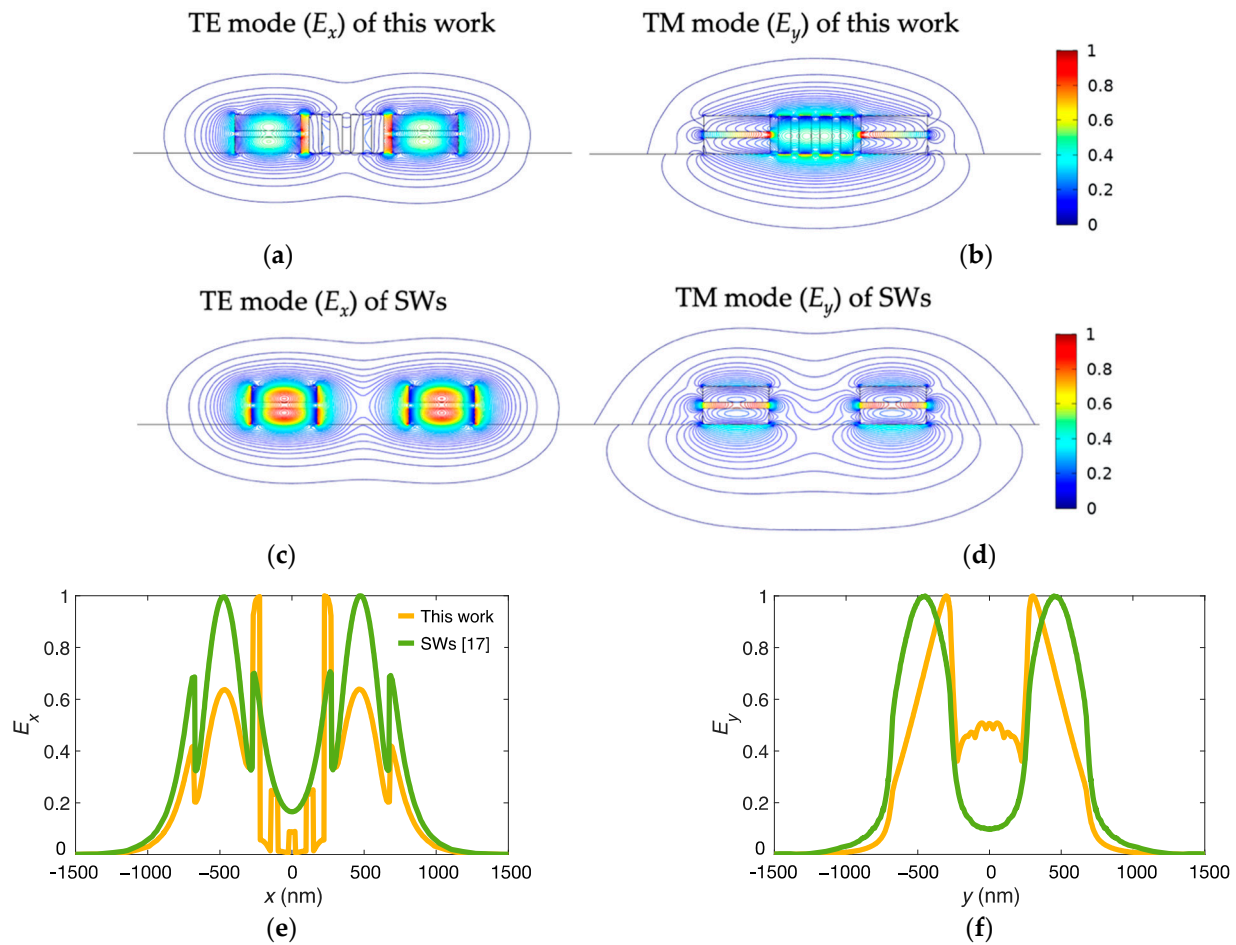 TE mode (Ex) of this work
TM mode (Ey) of this work
1
0.8
0.6
0.4
0.2
0
(a)
(b)
TE mode (Ex) of SWs
TM mode (Ey) of SWs
1
0.8
0.6
0.4
0.2
0
(c)
(d)
1
0.8
0.6
0.4
0.2
0
Ex
This work
SWs [17]
-1500 -1000 -500 0 500 1000 1500
x (nm)
(e)
1
0.8
0.6
0.4
0.2
0
Ey
-1500 -1000 -500 0 500 1000 1500
y (nm)
(f)